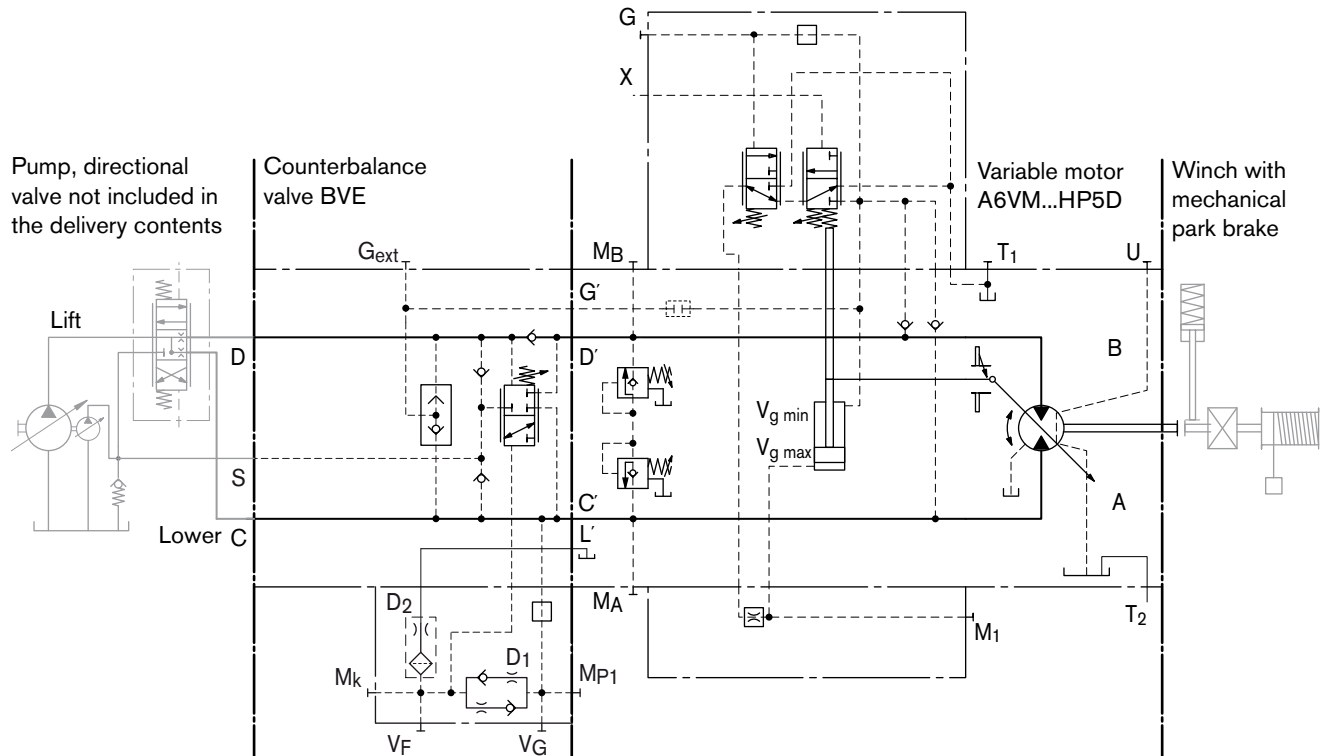 G
X
Pump, directional
valve not included in
the delivery contents
Counterbalance
valve BVE
Variable motor
A6VM...HP5D
Winch with
mechanical
park brake
Gext
MB
T1
U
G′
Lift
D
D′
B
Vg min
Vg max
S
C′
A
Lower C
L′
D2
MA
T2
M1
D1
Mk
MP1
VF
VG